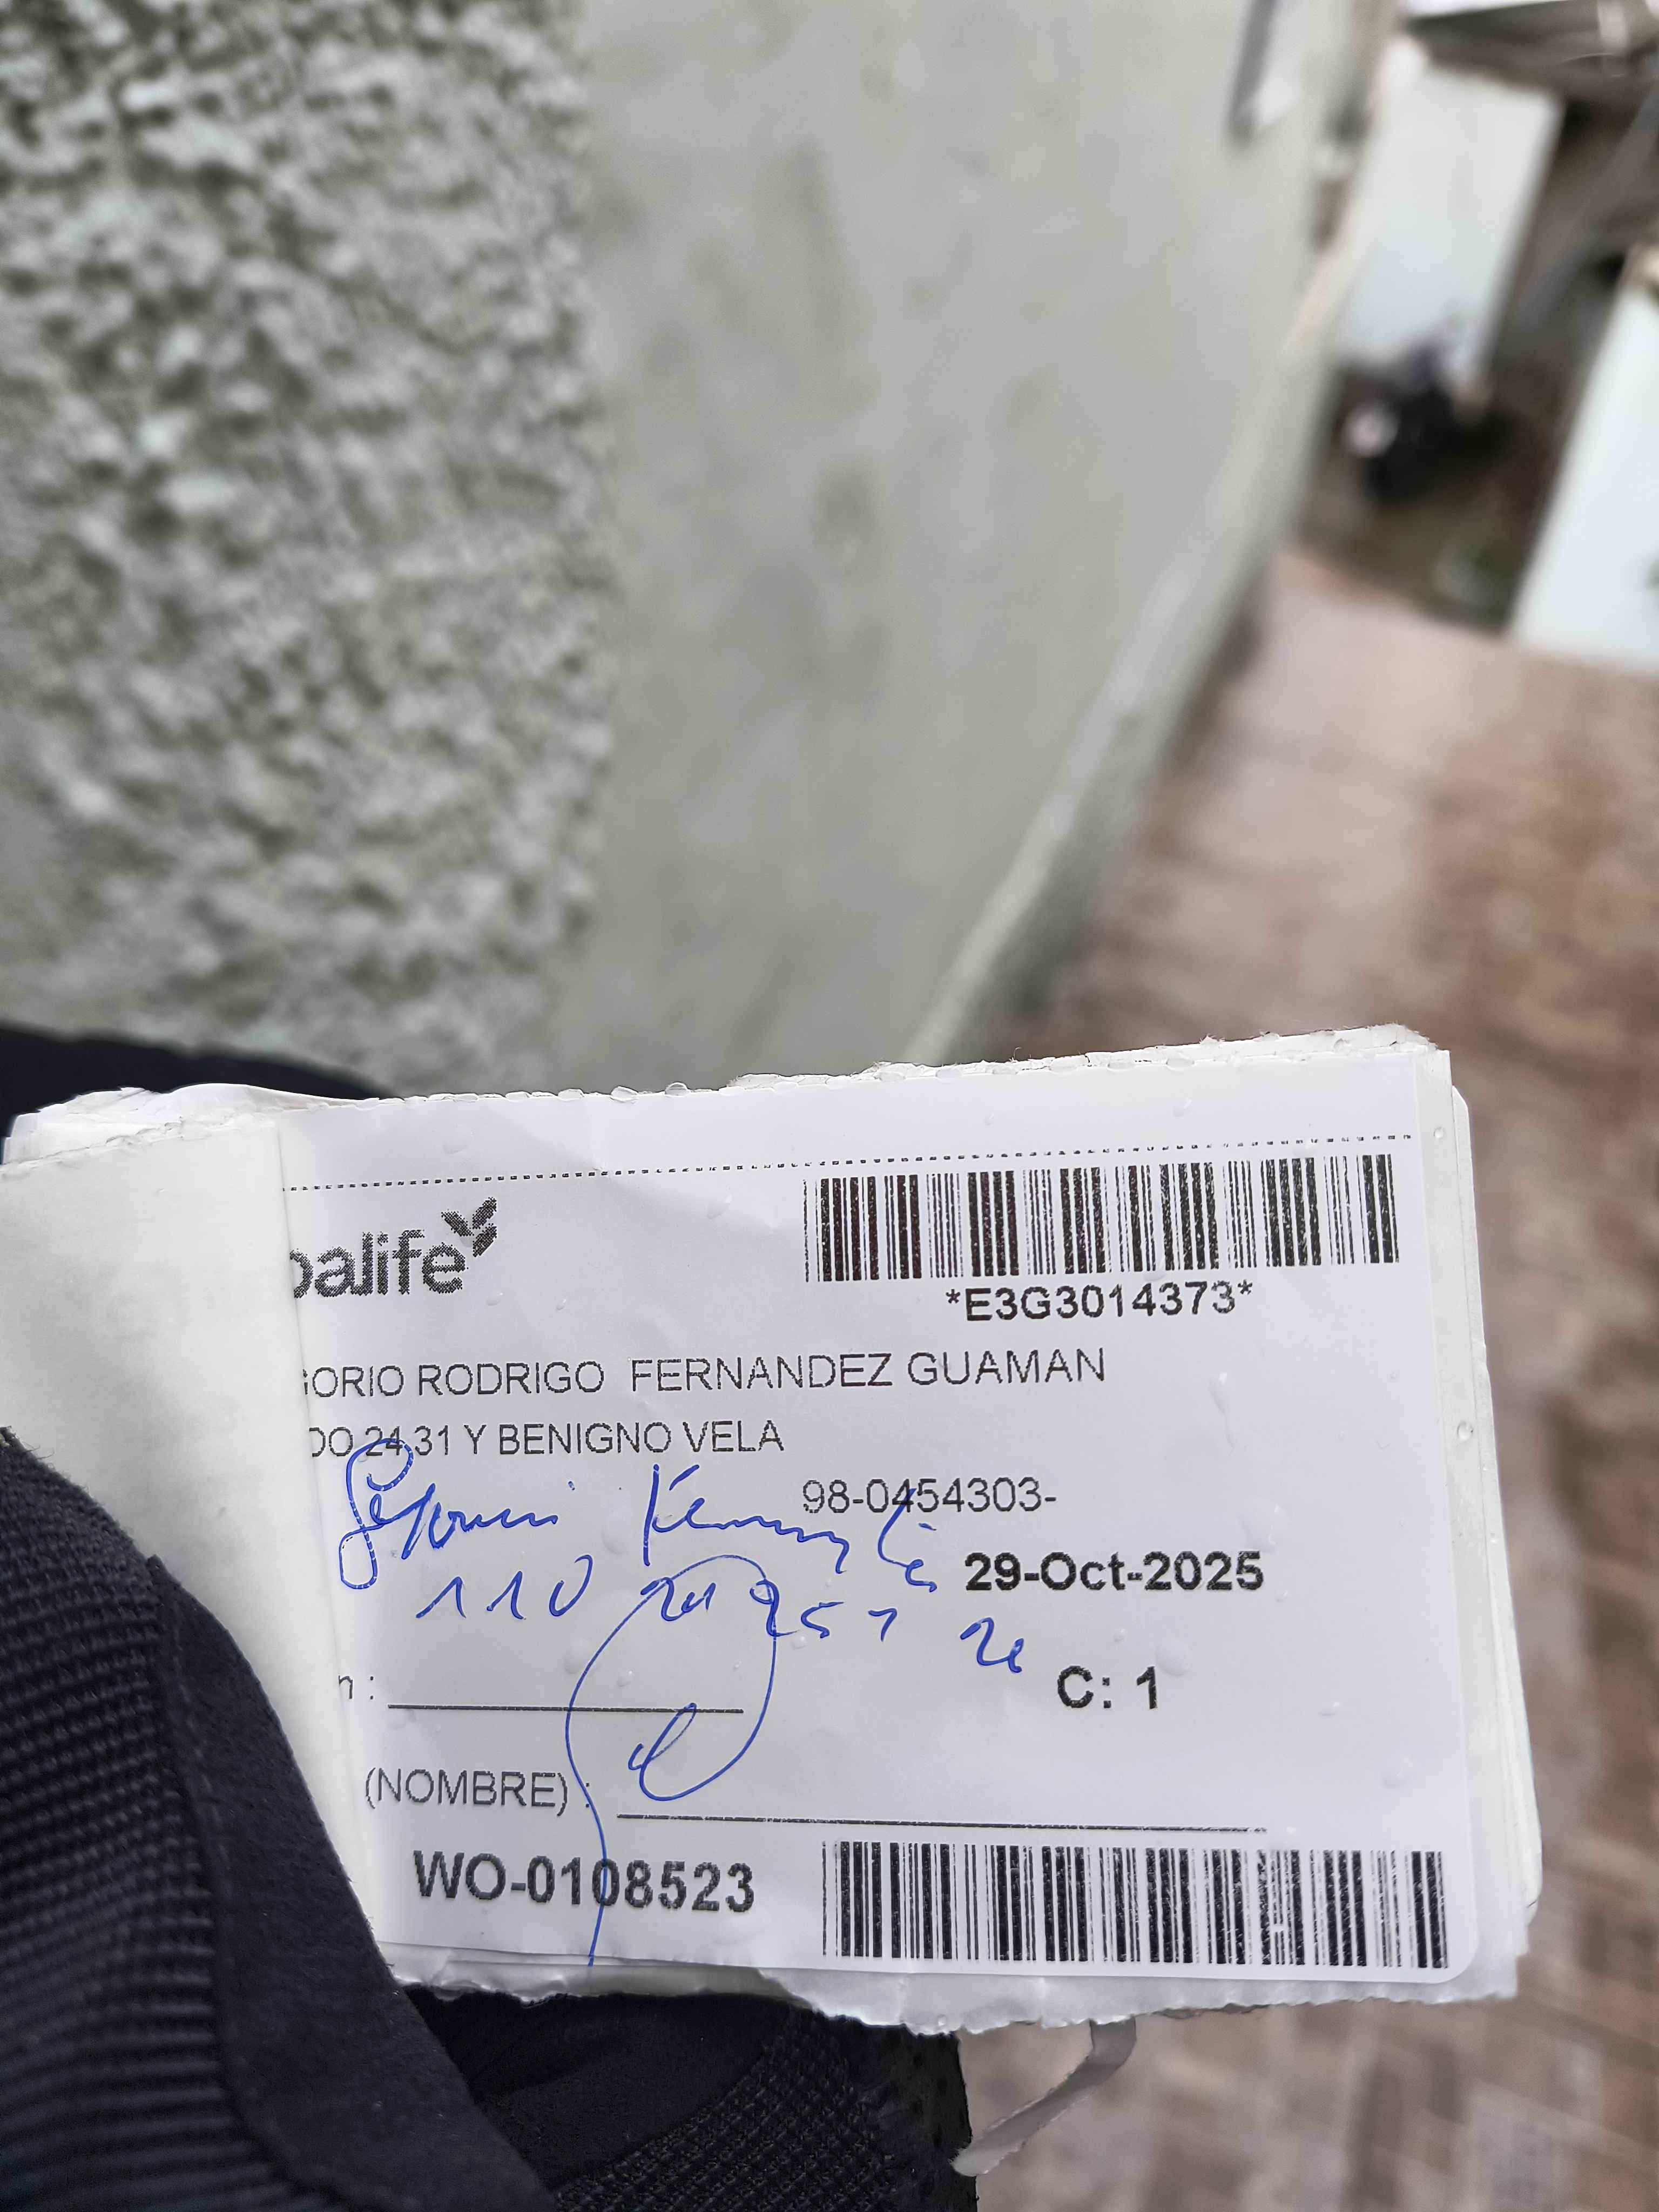 balife
*E3G3014373*
GORIO RODRIGO FERNANDEZ GUAMAN
DO 24 31 Y BENIGNO VELA
98-0454303-
29-Oct-2025
C: 1
n :
(NOMBRE) :
WO-0108523